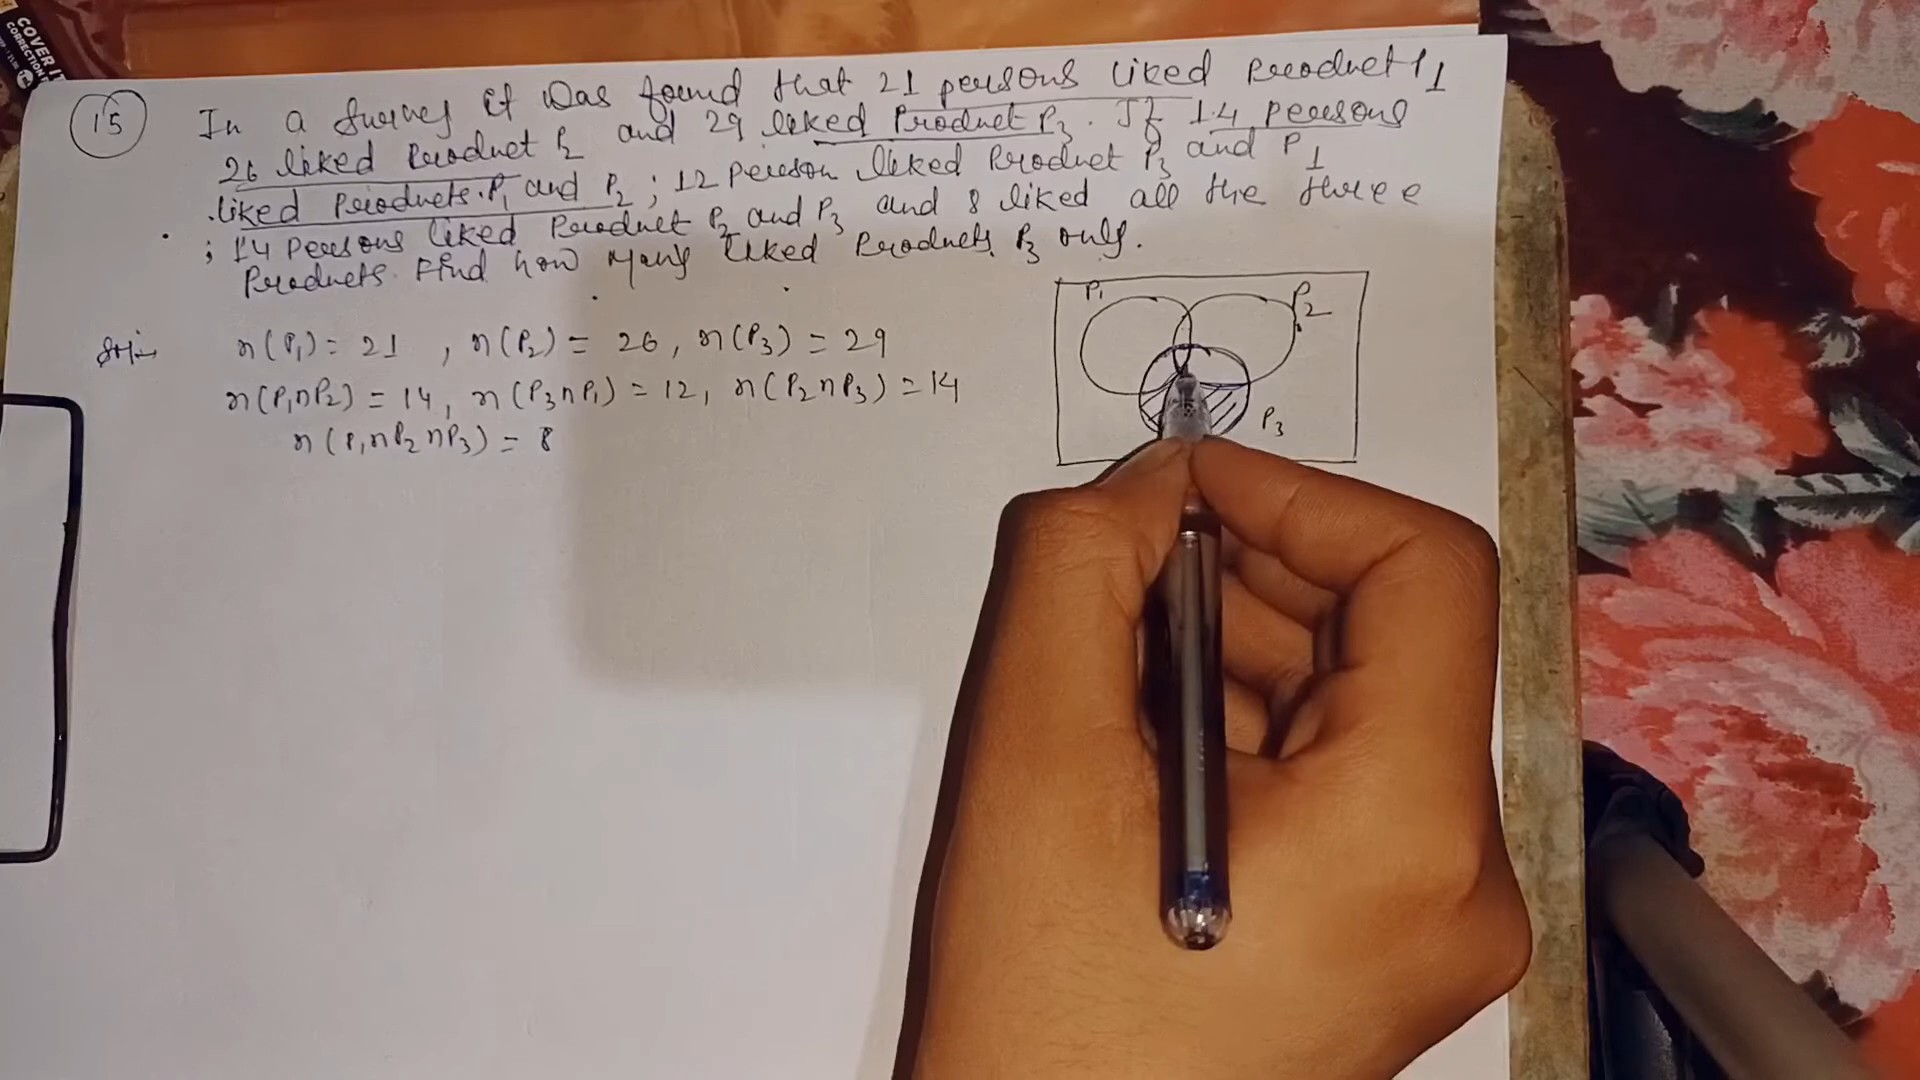 COVER IT
CORRECTION
15
In a survey it was found that 21 persons liked product P1
26 liked Product P2 and 29 liked Product P3. If 14 persons
liked Products P1 and P2 ; 12 person liked Product P3 and P1
; 14 persons liked Product P2 and P3 and 8 liked all the three
Products. Find how many liked Products P3 only.
Sol:-
n(P1) = 21 , n(P2) = 26, n(P3) = 29
n(P1∩P2) = 14, n(P3∩P1) = 12, n(P2∩P3) = 14
n(P1∩P2∩P3) = 8
P1
P2
P3